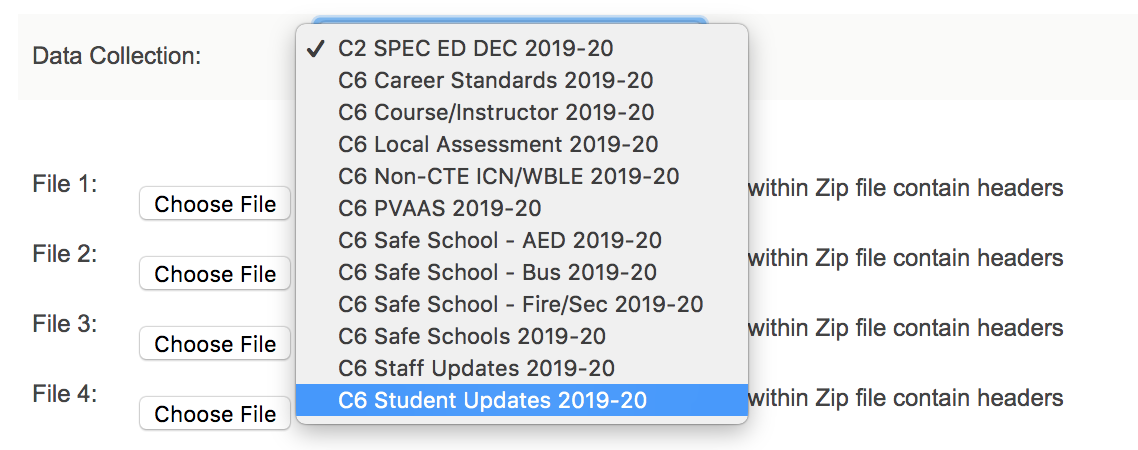 Data Collection:
✓ C2 SPEC ED DEC 2019-20
C6 Career Standards 2019-20
C6 Course/Instructor 2019-20
C6 Local Assessment 2019-20
C6 Non-CTE ICN/WBLE 2019-20
C6 PVAAS 2019-20
C6 Safe School - AED 2019-20
C6 Safe School - Bus 2019-20
C6 Safe School - Fire/Sec 2019-20
C6 Safe Schools 2019-20
C6 Staff Updates 2019-20
C6 Student Updates 2019-20
File 1:
Choose File
within Zip file contain headers
File 2:
Choose File
within Zip file contain headers
File 3:
Choose File
within Zip file contain headers
File 4:
Choose File
within Zip file contain headers